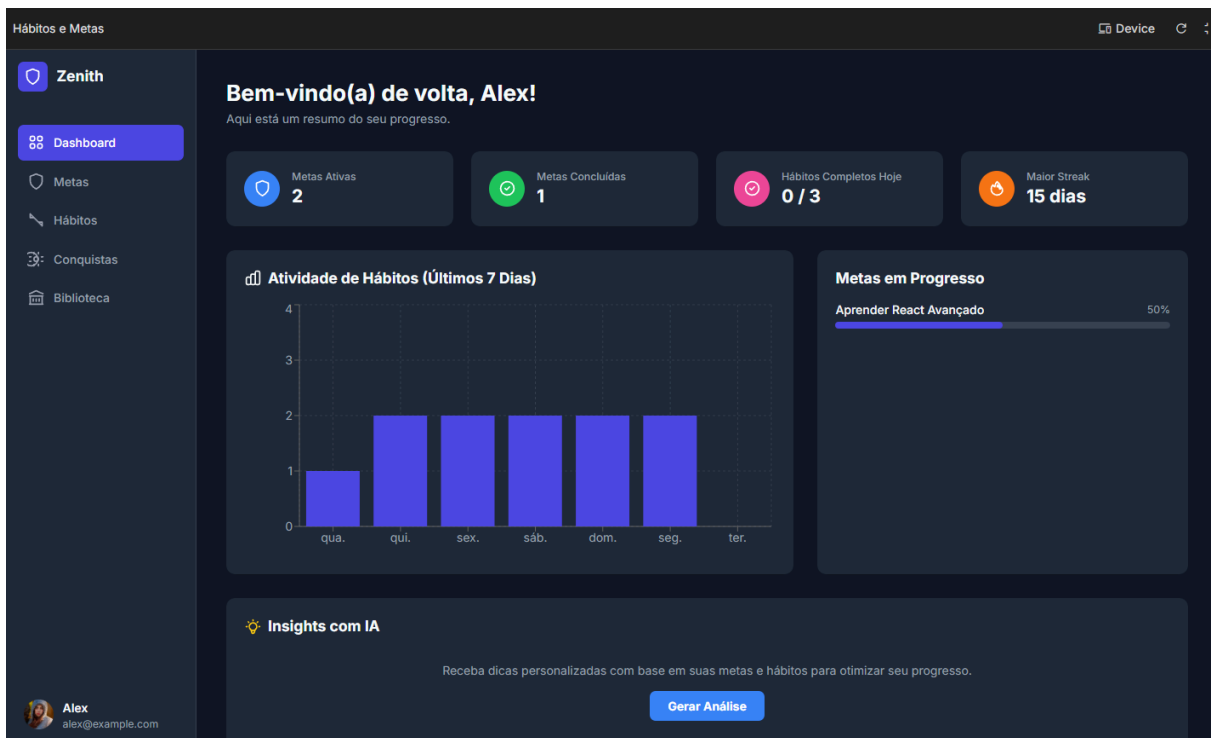 Hábitos e Metas
Device
Zenith
Dashboard
Metas
Hábitos
Conquistas
Biblioteca
Alex
alex@example.com
Bem-vindo(a) de volta, Alex!
Aqui está um resumo do seu progresso.
Metas Ativas
2
Metas Concluídas
1
Hábitos Completos Hoje
0 / 3
Maior Streak
15 dias
Atividade de Hábitos (Últimos 7 Dias)
4
3
2
1
0
qua. qui. sex. sáb. dom. seg. ter.
Metas em Progresso
Aprender React Avançado 50%
Insights com IA
Receba dicas personalizadas com base em suas metas e hábitos para otimizar seu progresso.
Gerar Análise